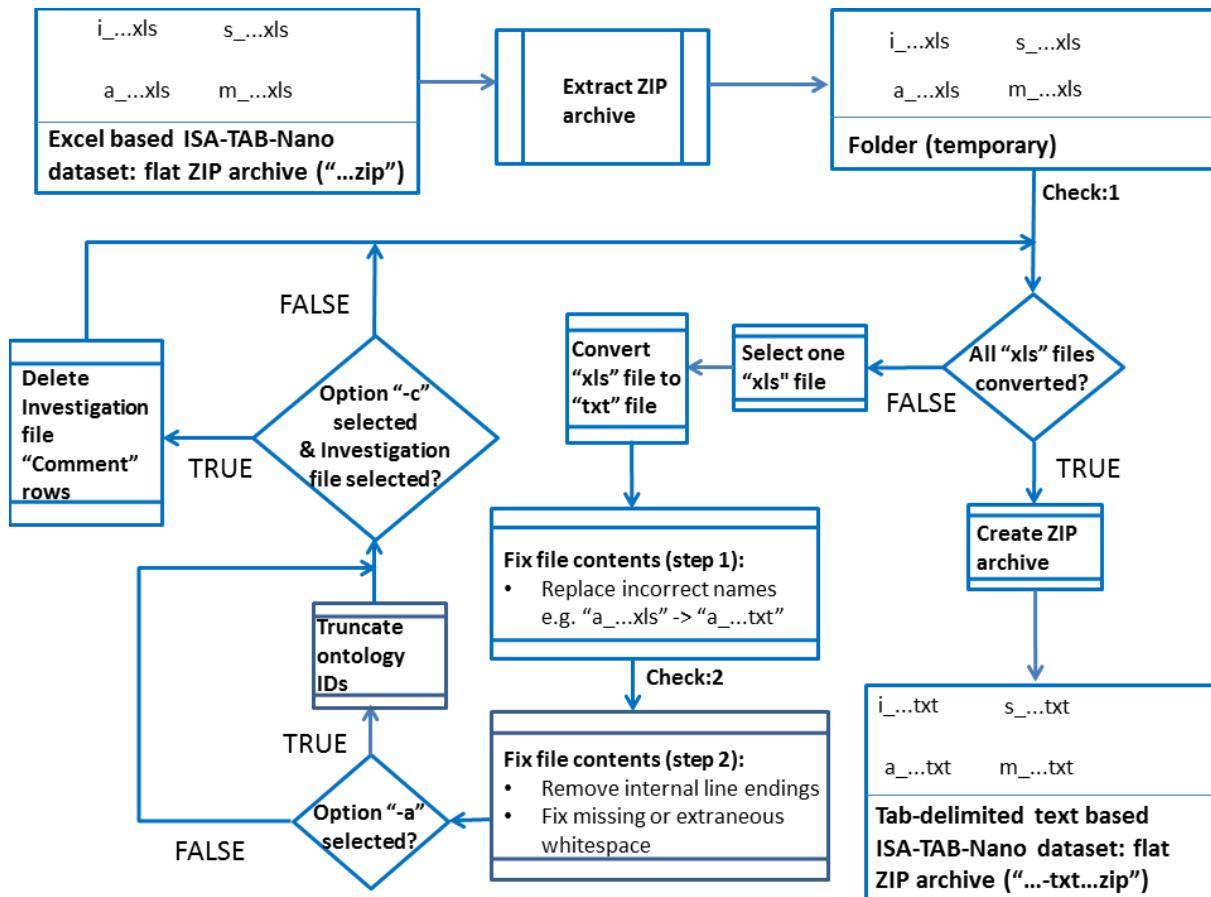 i_...xls
s_...xls
a_...xls
m_...xls
Excel based ISA-TAB-Nano
dataset: flat ZIP archive (“...zip”)
Extract ZIP
archive
i_...xls
s_...xls
a_...xls
m_...xls
Folder (temporary)
Check:1
All “xls” files
converted?
FALSE
TRUE
Select one
“xls" file
Convert
“xls” file to
“txt” file
Fix file contents (step 1):
• Replace incorrect names
e.g. “a_...xls” -> “a_...txt”
Check:2
Fix file contents (step 2):
• Remove internal line endings
• Fix missing or extraneous
whitespace
Option “-a”
selected?
TRUE
FALSE
Truncate
ontology
IDs
Option “-c”
selected
& Investigation
file selected?
FALSE
TRUE
Delete
Investigation
file
“Comment”
rows
Create ZIP
archive
i_...txt
s_...txt
a_...txt
m_...txt
Tab-delimited text based
ISA-TAB-Nano dataset: flat
ZIP archive (“...-txt...zip”)